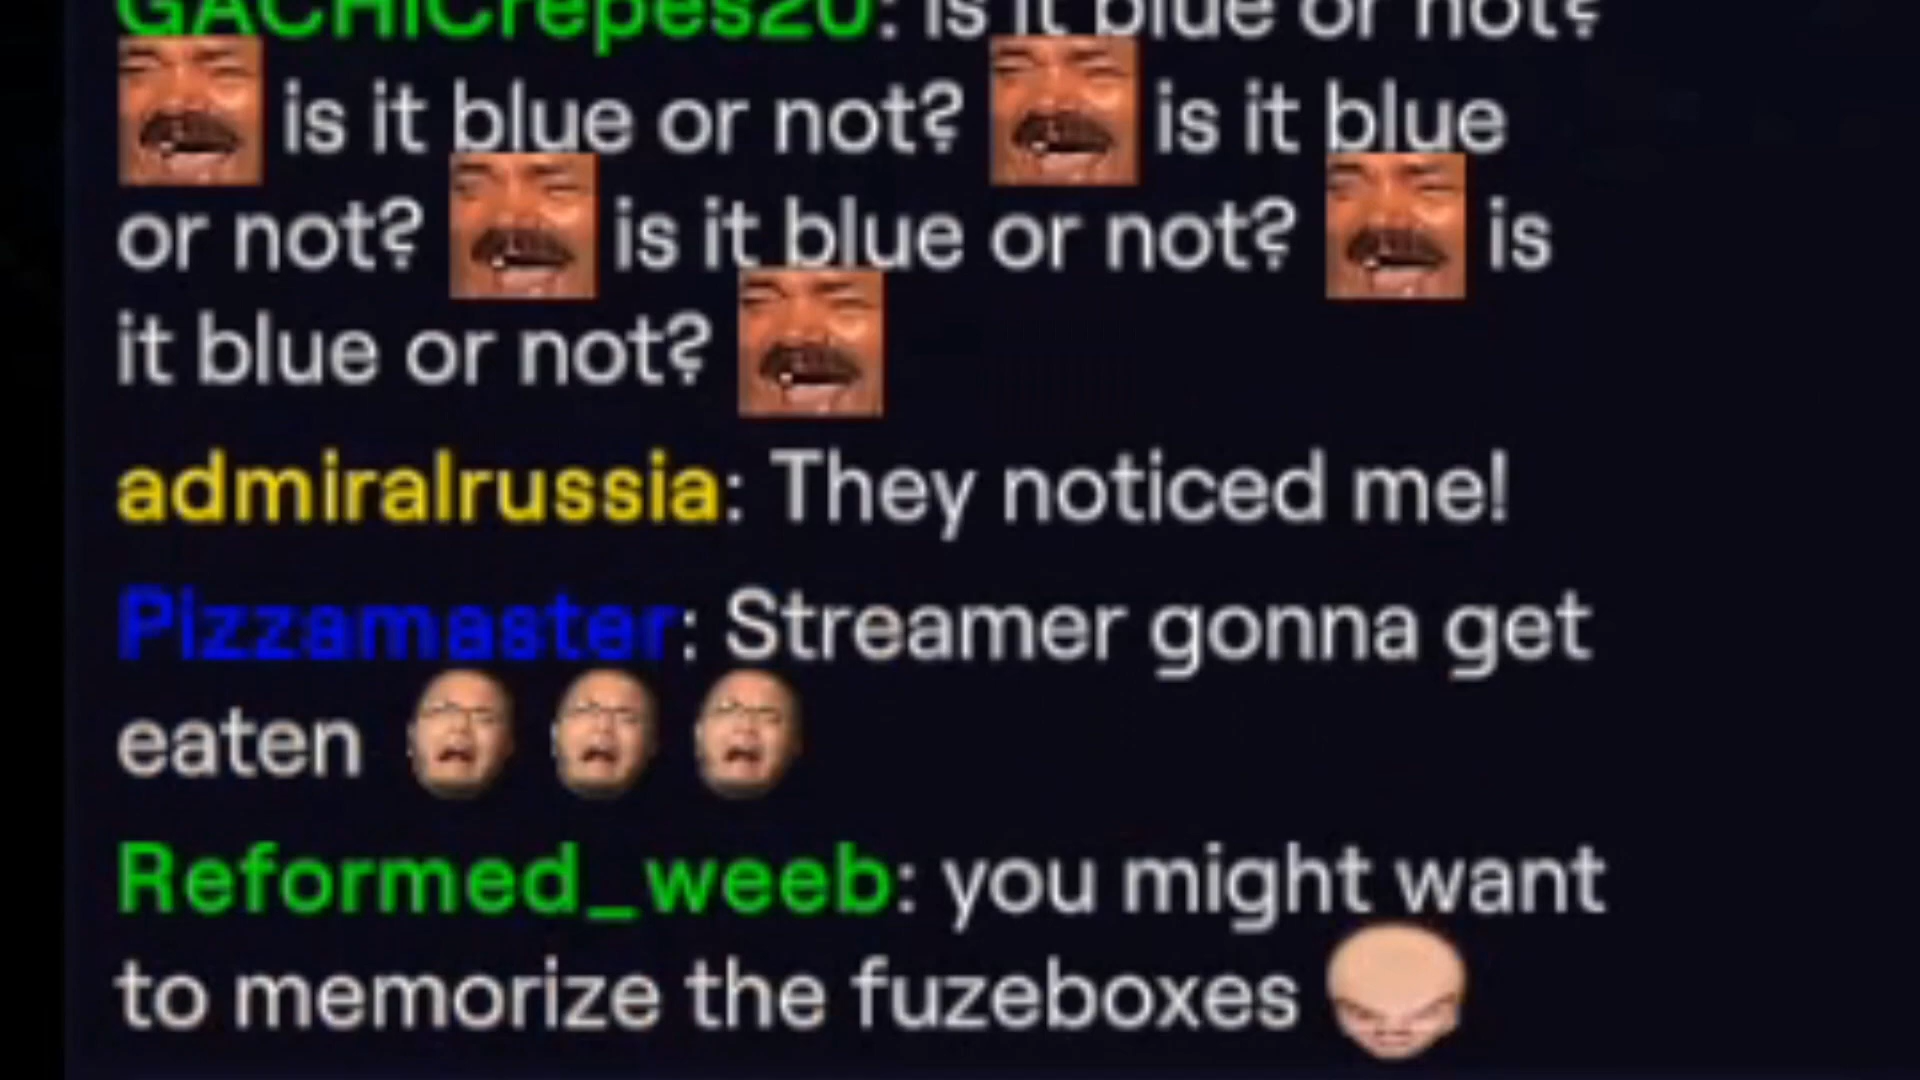 GACHICrepes20: is it blue or not?
is it blue or not? is it blue
or not? is it blue or not? is
it blue or not?
admiralrussia: They noticed me!
Pizzamaster: Streamer gonna get
eaten
Reformed_weeb: you might want
to memorize the fuzeboxes